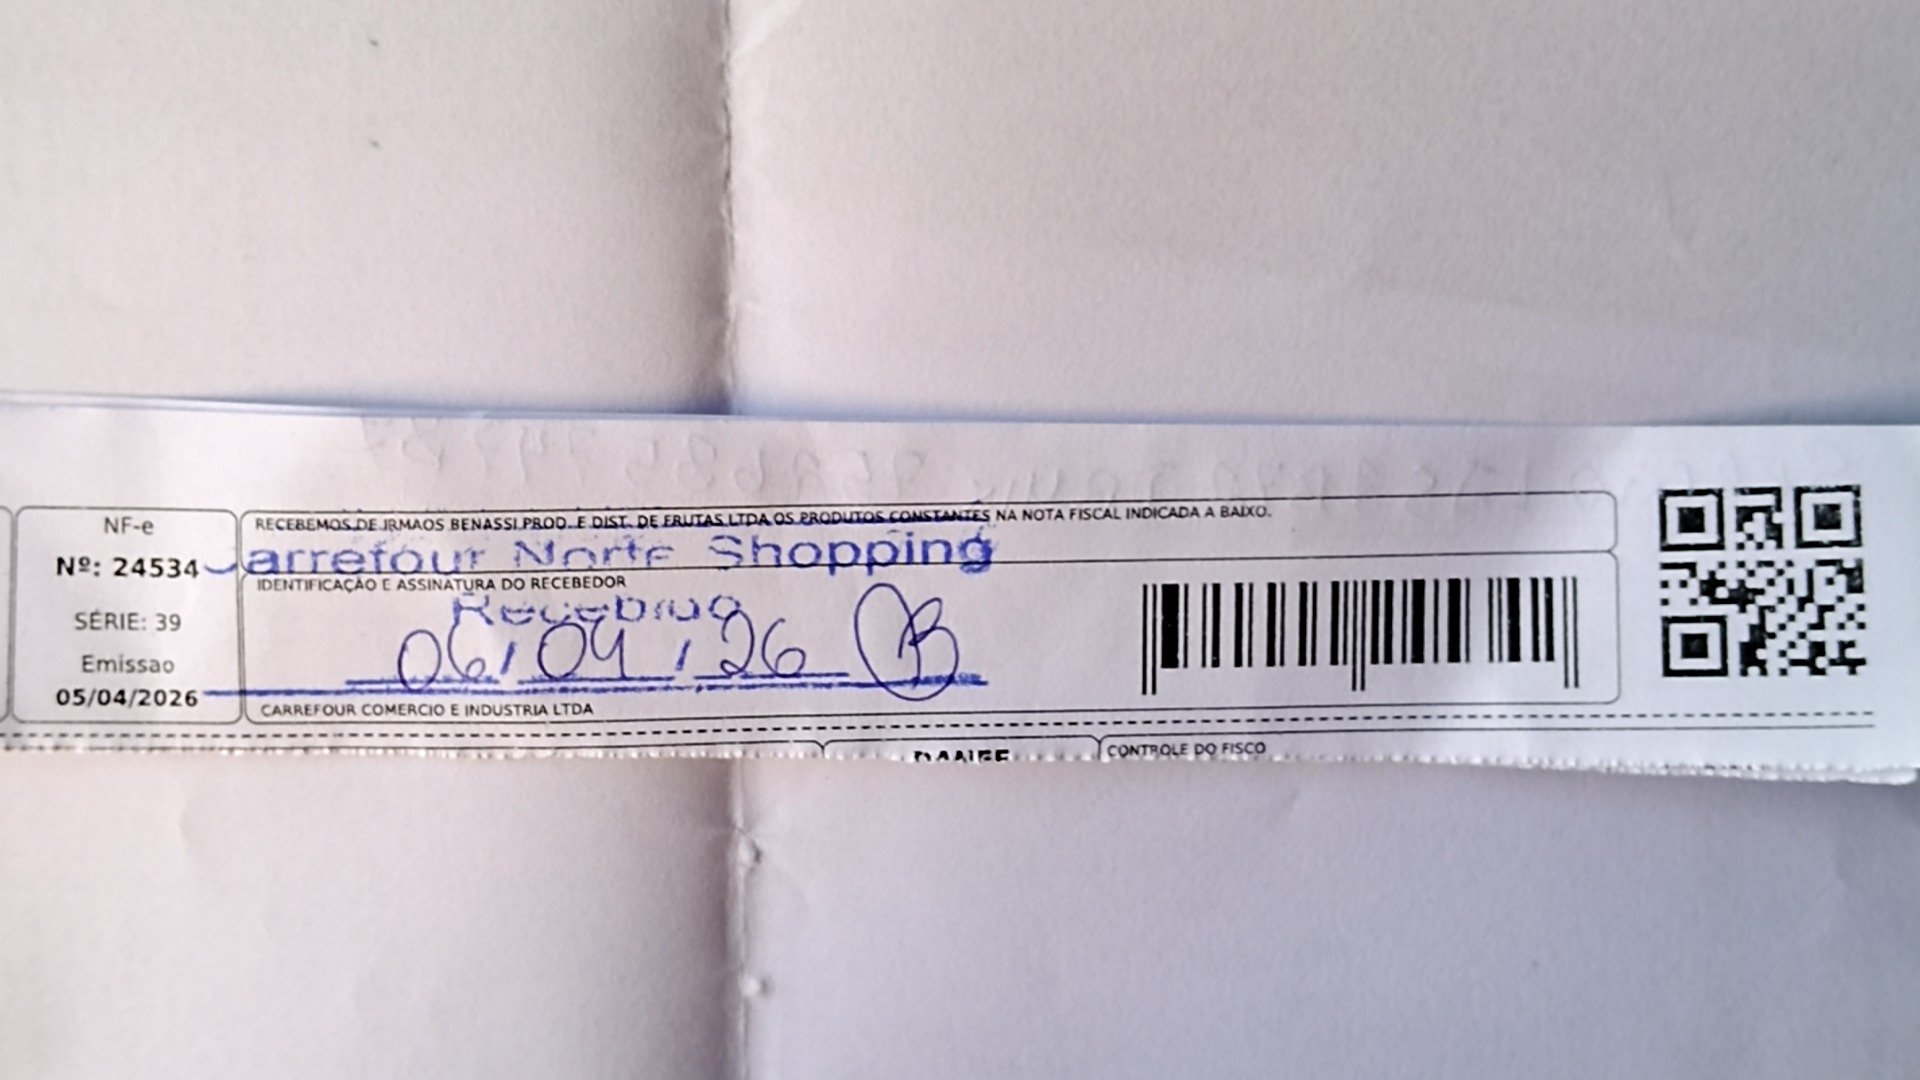 NF-e
Nº: 24534
SÉRIE: 39
Emissao
05/04/2026
RECEBEMOS DE IRMAOS BENASSI PROD. E DIST. DE FRUTAS LTDA OS PRODUTOS CONSTANTES NA NOTA FISCAL INDICADA A BAIXO.
Carrefour Norte Shopping
IDENTIFICAÇÃO E ASSINATURA DO RECEBEDOR
Recebido
06/04/26
CARREFOUR COMERCIO E INDUSTRIA LTDA
DANFE
CONTROLE DO FISCO